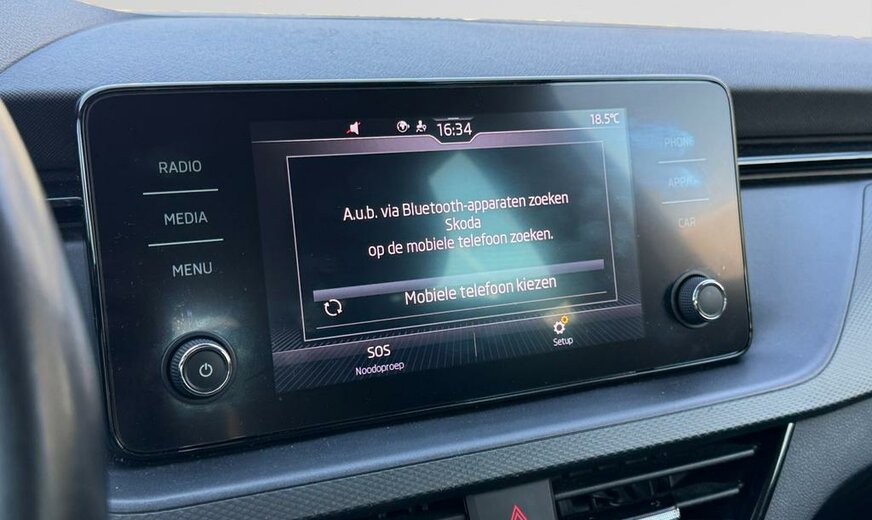 16:34
18.5°C
RADIO
MEDIA
MENU
PHONE
CAR
A.u.b. via Bluetooth-apparaten zoeken
Skoda
op de mobiele telefoon zoeken.
Mobiele telefoon kiezen
SOS
Noodoproep
Setup